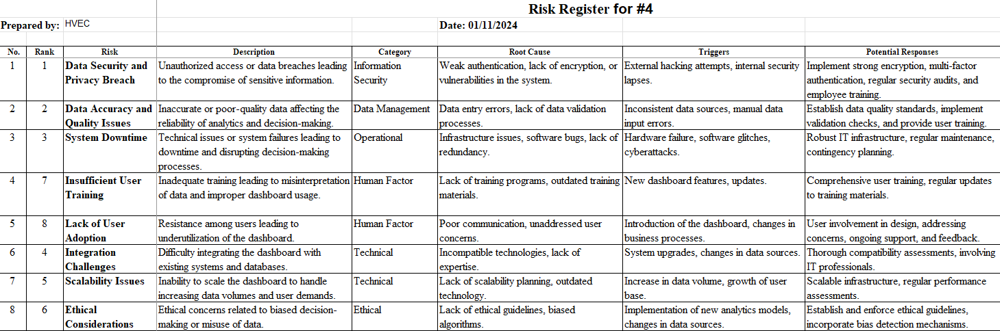 Risk Register for #4
Prepared by: HVEC Date: 01/11/2024
No. Rank Risk Description Category Root Cause Triggers Potential Responses
1 1 Data Security and Privacy Breach Unauthorized access or data breaches leading to the compromise of sensitive information. Information Security Weak authentication, lack of encryption, or vulnerabilities in the system. External hacking attempts, internal security lapses. Implement strong encryption, multi-factor authentication, regular security audits, and employee training.
2 2 Data Accuracy and Quality Issues Inaccurate or poor-quality data affecting the reliability of analytics and decision-making. Data Management Data entry errors, lack of data validation processes. Inconsistent data sources, manual data input errors. Establish data quality standards, implement validation checks, and provide user training.
3 3 System Downtime Technical issues or system failures leading to downtime and disrupting decision-making processes. Operational Infrastructure issues, software bugs, lack of redundancy. Hardware failure, software glitches, cyberattacks. Robust IT infrastructure, regular maintenance, contingency planning.
4 7 Insufficient User Training Inadequate training leading to misinterpretation of data and improper dashboard usage. Human Factor Lack of training programs, outdated training materials. New dashboard features, updates. Comprehensive user training, regular updates to training materials.
5 8 Lack of User Adoption Resistance among users leading to underutilization of the dashboard. Human Factor Poor communication, unaddressed user concerns. Introduction of the dashboard, changes in business processes. User involvement in design, addressing concerns, ongoing support, and feedback.
6 4 Integration Challenges Difficulty integrating the dashboard with existing systems and databases. Technical Incompatible technologies, lack of expertise. System upgrades, changes in data sources. Thorough compatibility assessments, involving IT professionals.
7 5 Scalability Issues Inability to scale the dashboard to handle increasing data volumes and user demands. Technical Lack of scalability planning, outdated technology. Increase in data volume, growth of user base. Scalable infrastructure, regular performance assessments.
8 6 Ethical Considerations Ethical concerns related to biased decision-making or misuse of data. Ethical Lack of ethical guidelines, biased algorithms. Implementation of new analytics models, changes in data sources. Establish and enforce ethical guidelines, incorporate bias detection mechanisms.